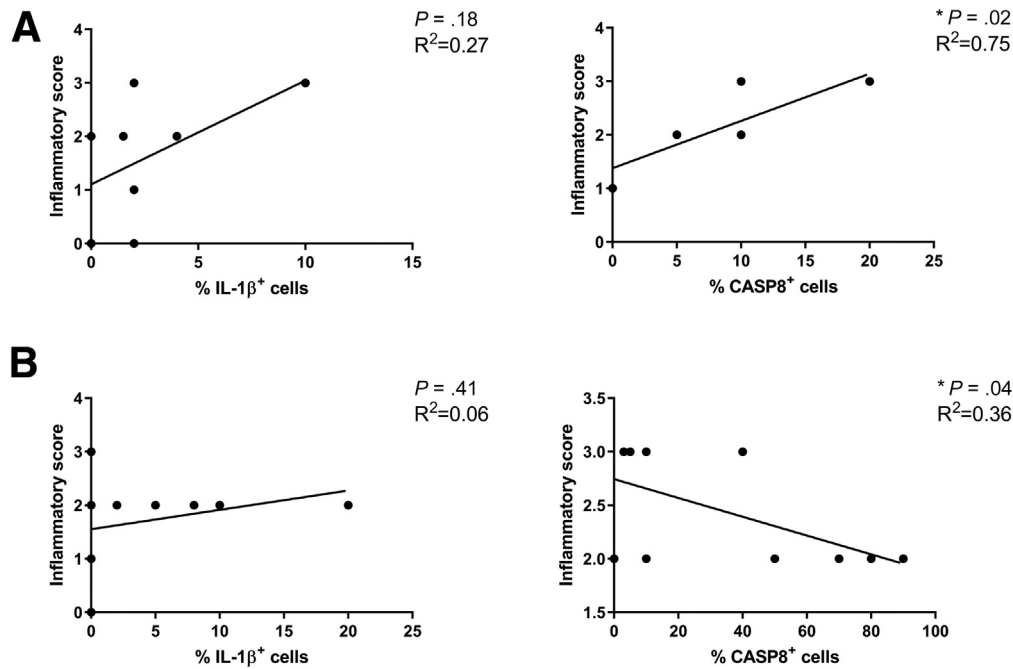 A
P = .18
R²=0.27
Inflammatory score
4
3
2
1
0
0 5 10 15
% IL-1β⁺ cells
* P = .02
R²=0.75
Inflammatory score
4
3
2
1
0
0 5 10 15 20 25
% CASP8⁺ cells
B
P = .41
R²=0.06
Inflammatory score
4
3
2
1
0
0 5 10 15 20 25
% IL-1β⁺ cells
* P = .04
R²=0.36
Inflammatory score
3.5
3.0
2.5
2.0
1.5
0 20 40 60 80 100
% CASP8⁺ cells